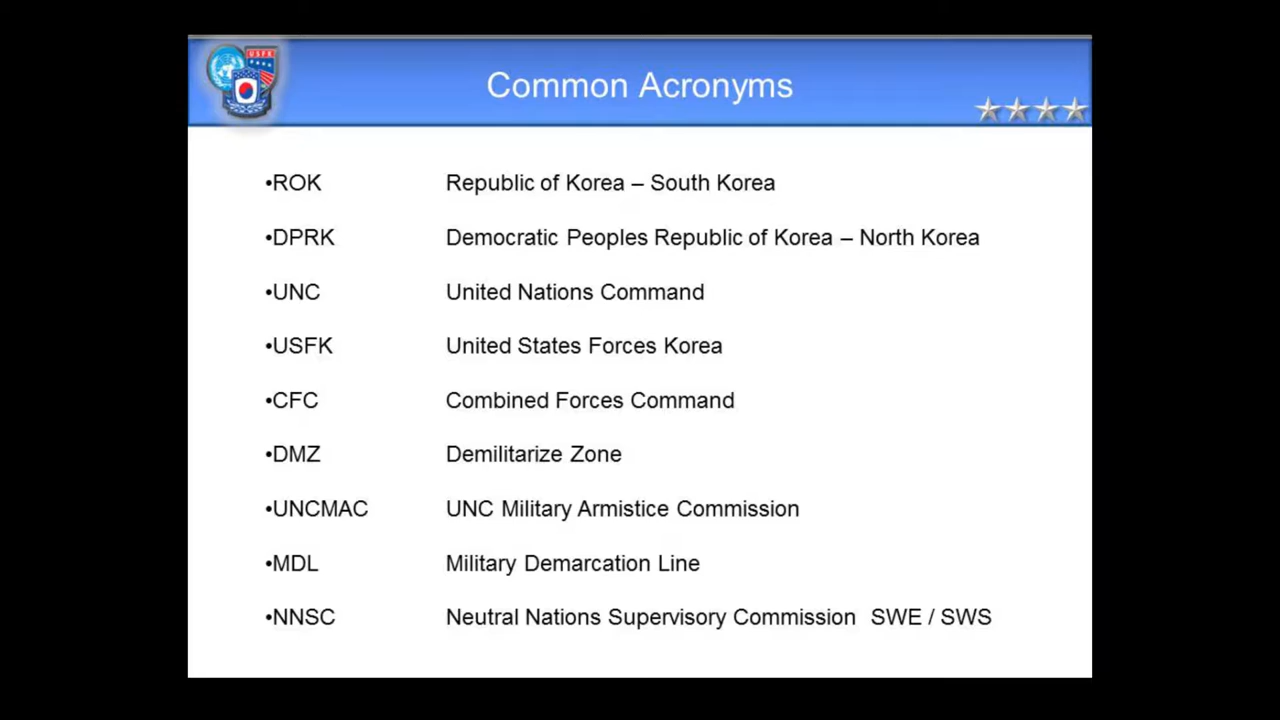 USFK
Common Acronyms
•ROK Republic of Korea – South Korea
•DPRK Democratic Peoples Republic of Korea – North Korea
•UNC United Nations Command
•USFK United States Forces Korea
•CFC Combined Forces Command
•DMZ Demilitarize Zone
•UNCMAC UNC Military Armistice Commission
•MDL Military Demarcation Line
•NNSC Neutral Nations Supervisory Commission SWE / SWS